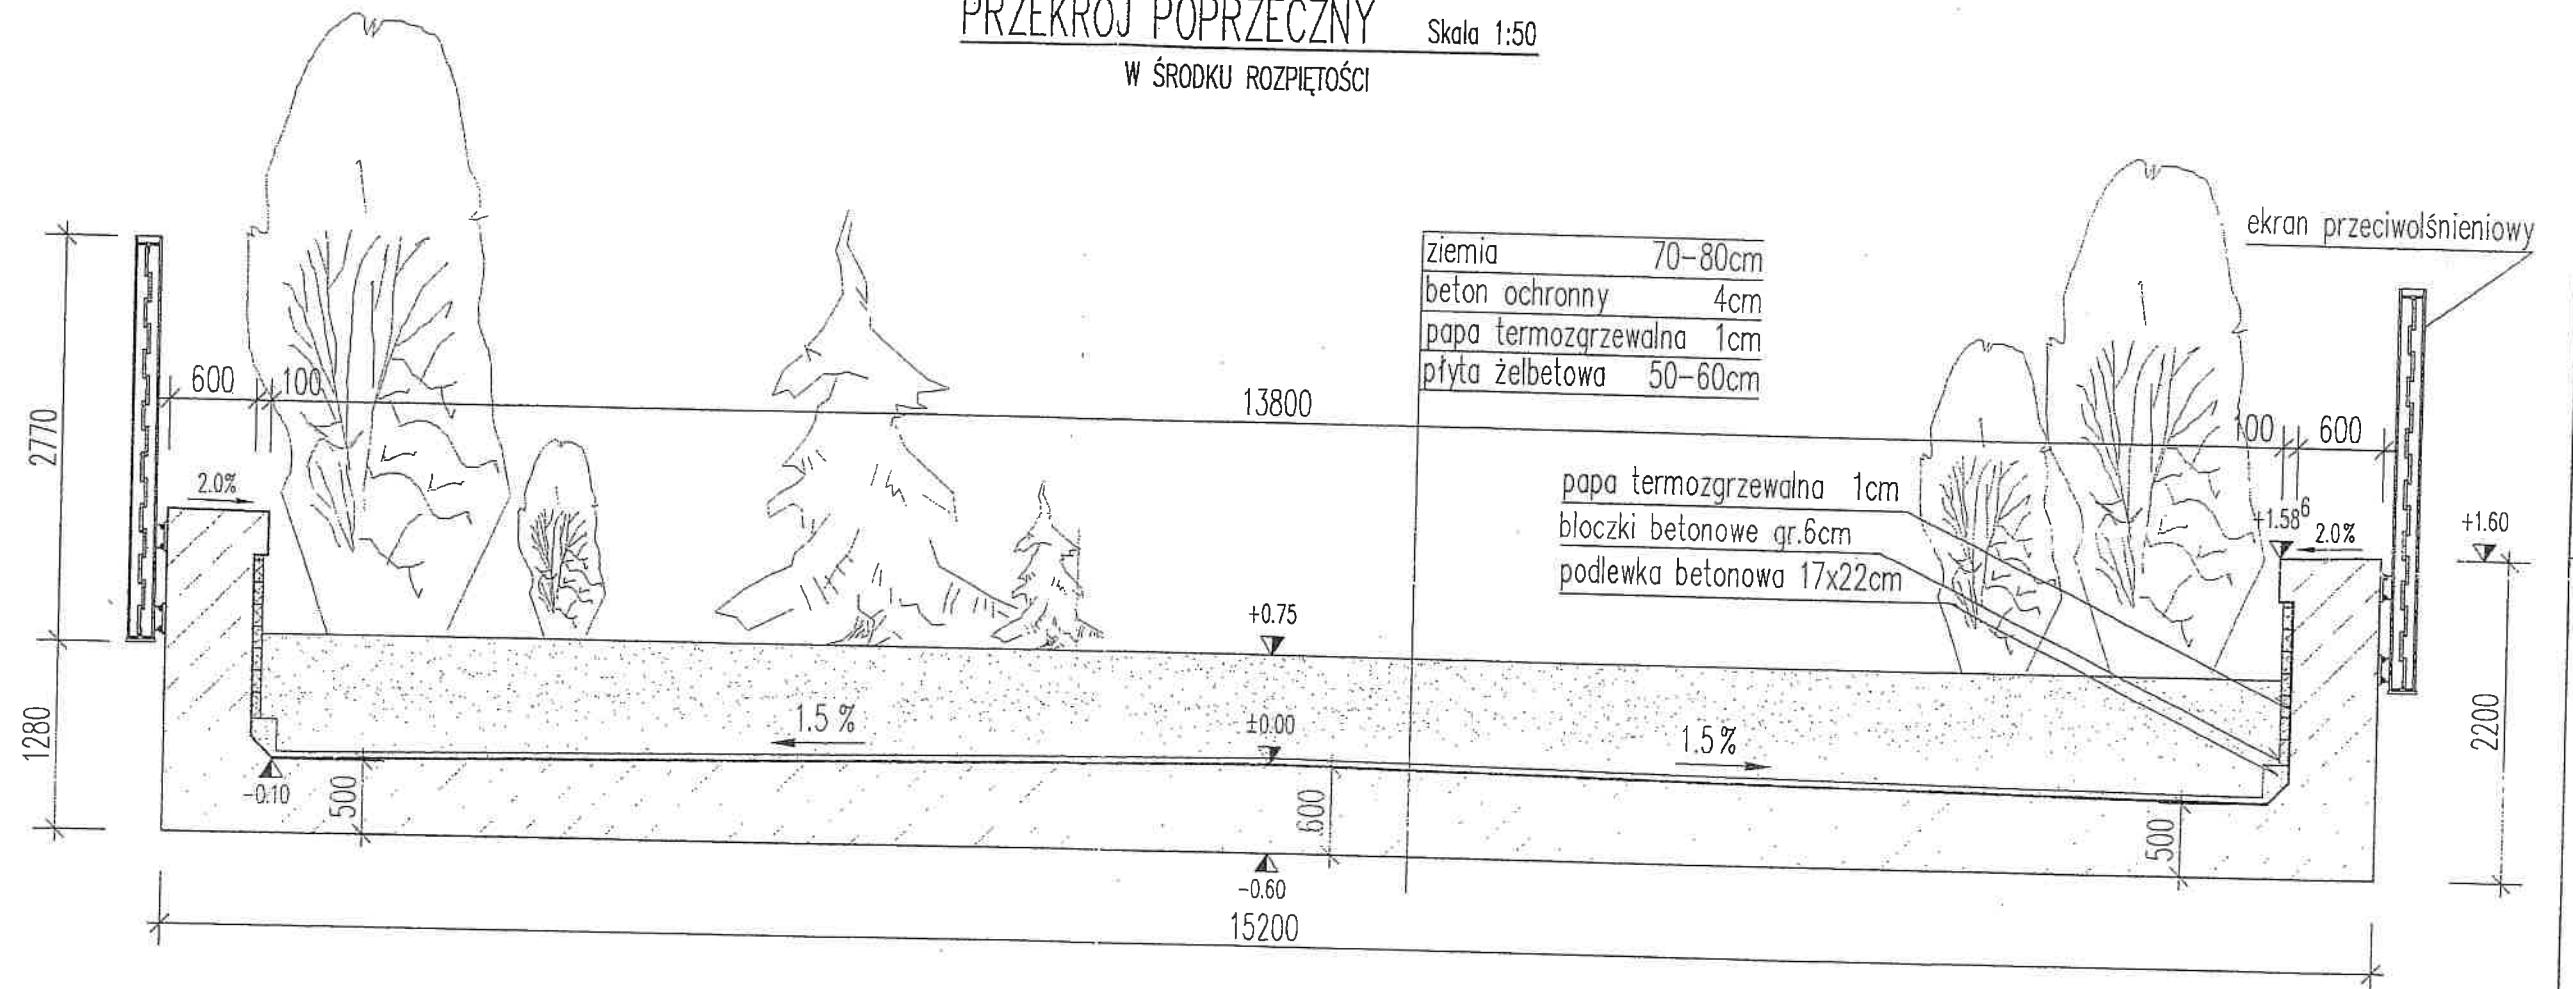 PRZEKRÓJ POPRZECZNY Skala 1:50
W ŚRODKU ROZPIĘTOŚCI
ekran przeciwolśnieniowy
ziemia 70-80cm
beton ochronny 4cm
papa termozgrzewalna 1cm
płyta żelbetowa 50-60cm
600 100 13800 100 600
2770
2.0%
papa termozgrzewalna 1cm
bloczki betonowe gr.6cm
podlewka betonowa 17x22cm
+1.58⁶ 2.0% +1.60
+0.75
1280
1.5%
±0.00
1.5%
2200
-0.10
500
600
500
-0.60
15200